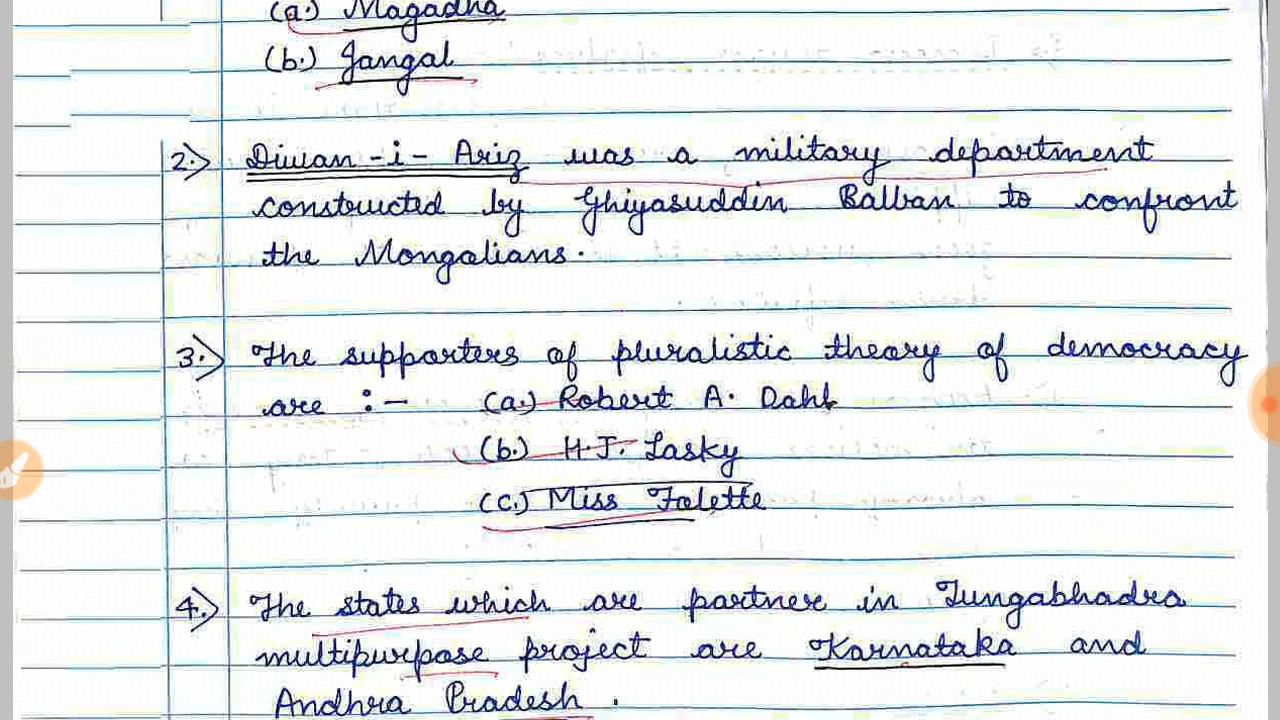 (a.) Magadha
(b.) Jangal
2.> Diwan-i-Ariz was a military department
constructed by Ghiyasuddin Balban to confront
the Mongalians.
3.> The supporters of pluralistic theory of democracy
are :- (a.) Robert A. Dahl
(b.) H.J. Lasky
(c.) Miss Falette
4.> The states which are partner in Tungabhadra
multipurpose project are Karnataka and
Andhra Pradesh.